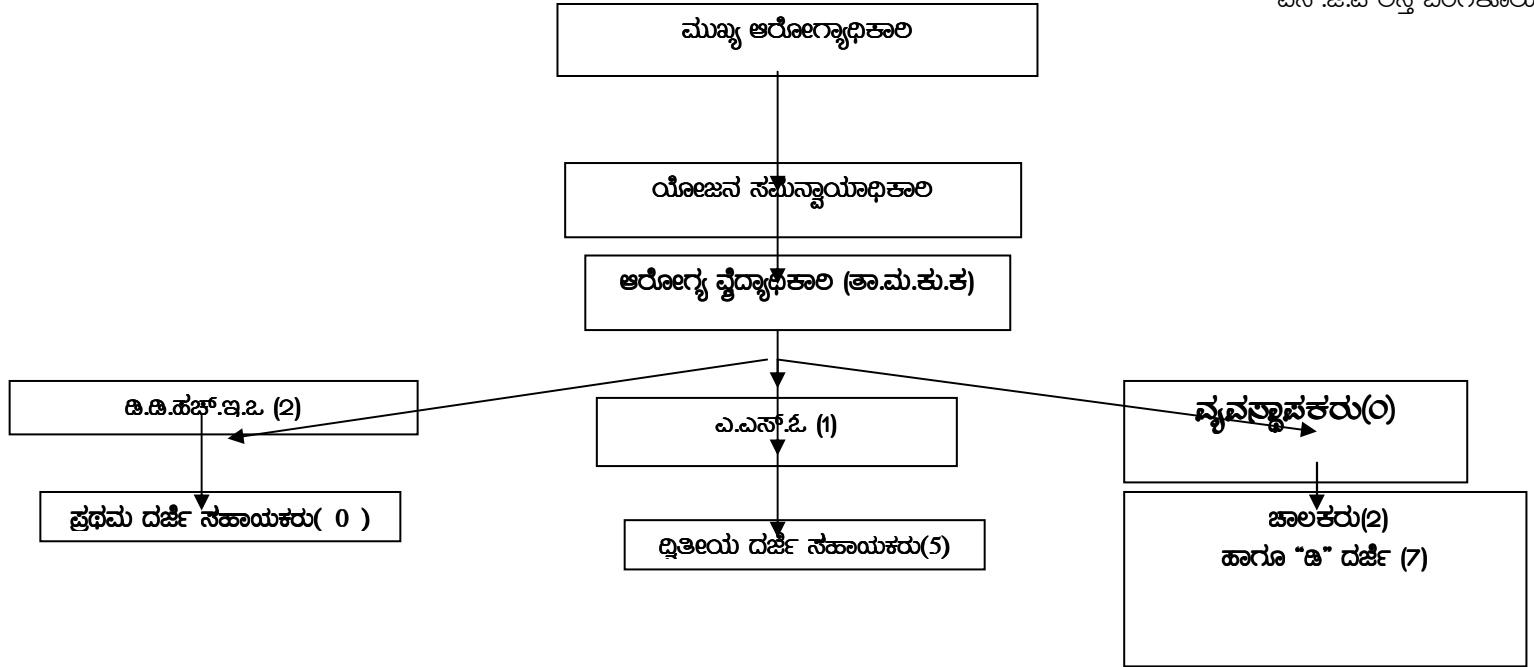 ಮುಖ್ಯ ಆರೋಗ್ಯಾಧಿಕಾರಿ
ಯೋಜನ ಸಮನ್ವಾಯಾಧಿಕಾರಿ
ಆರೋಗ್ಯ ವೈದ್ಯಾಧಿಕಾರಿ (ತಾ.ಮ.ಕು.ಕ)
ಡಿ.ಡಿ.ಹಚ್.ಇ.ಒ (2)
ಎ.ಎಸ್.ಓ (1)
ವ್ಯವಸ್ಥಾಪಕರು(0)
ಪ್ರಥಮ ದರ್ಜೆ ಸಹಾಯಕರು( 0 )
ದ್ವಿತೀಯ ದರ್ಜೆ ಸಹಾಯಕರು(5)
ಚಾಲಕರು(2)
ಹಾಗೂ "ಡಿ" ದರ್ಜೆ (7)